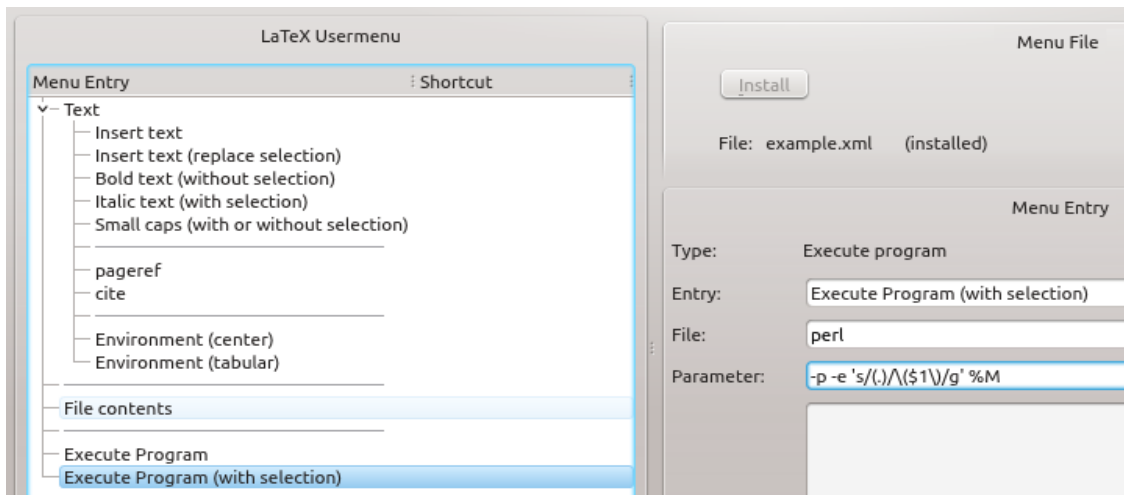 LaTeX Usermenu
Menu Entry Shortcut
Text
Insert text
Insert text (replace selection)
Bold text (without selection)
Italic text (with selection)
Small caps (with or without selection)
pageref
cite
Environment (center)
Environment (tabular)
File contents
Execute Program
Execute Program (with selection)
Menu File
Install
File: example.xml (installed)
Menu Entry
Type: Execute program
Entry: Execute Program (with selection)
File: perl
Parameter: -p -e 's/(.)/\($1\)/g' %M